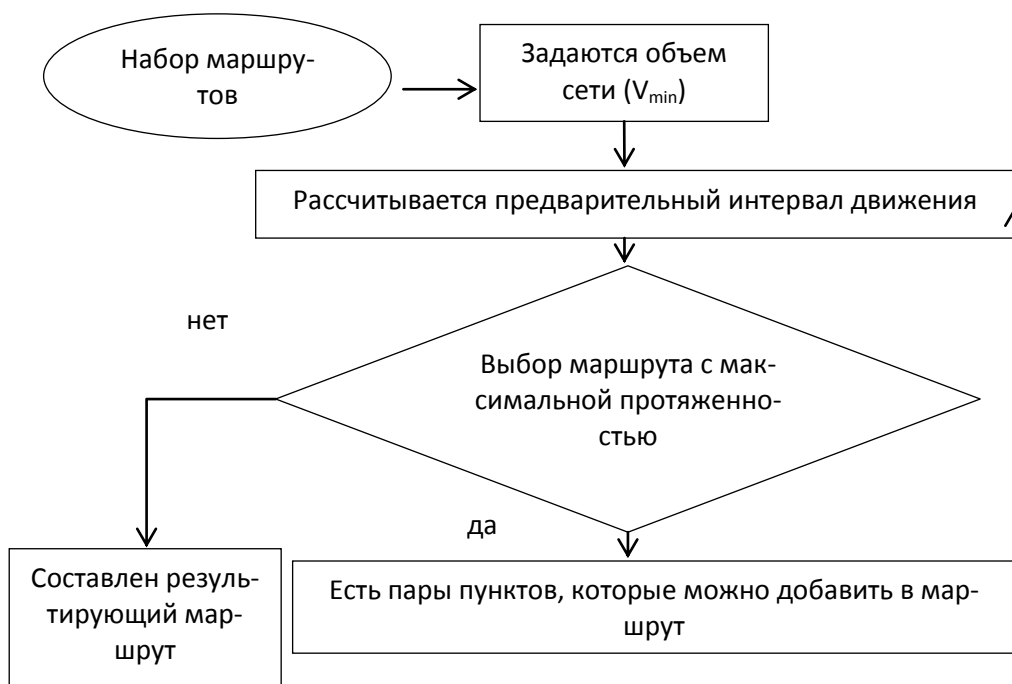 Набор маршру-
тов
Задаются объем
сети (Vmin)
Рассчитывается предварительный интервал движения
нет
Выбор маршрута с мак-
симальной протяженно-
стью
да
Составлен резуль-
тирующий мар-
шрут
Есть пары пунктов, которые можно добавить в мар-
шрут